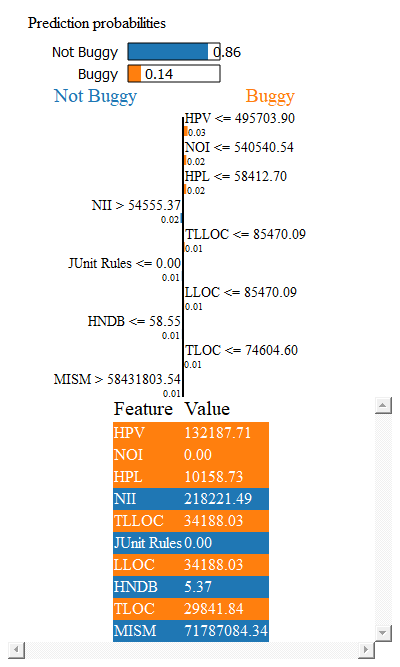 Prediction probabilities
Not Buggy 0.86
Buggy 0.14
Not Buggy Buggy
HPV <= 495703.90
0.03
NOI <= 540540.54
0.02
HPL <= 58412.70
0.02
NII > 54555.37
0.02
TLLOC <= 85470.09
0.01
JUnit Rules <= 0.00
0.01
LLOC <= 85470.09
0.01
HNDB <= 58.55
0.01
TLOC <= 74604.60
0.01
MISM > 58431803.54
0.01
Feature Value
HPV 132187.71
NOI 0.00
HPL 10158.73
NII 218221.49
TLLOC 34188.03
JUnit Rules 0.00
LLOC 34188.03
HNDB 5.37
TLOC 29841.84
MISM 71787084.34